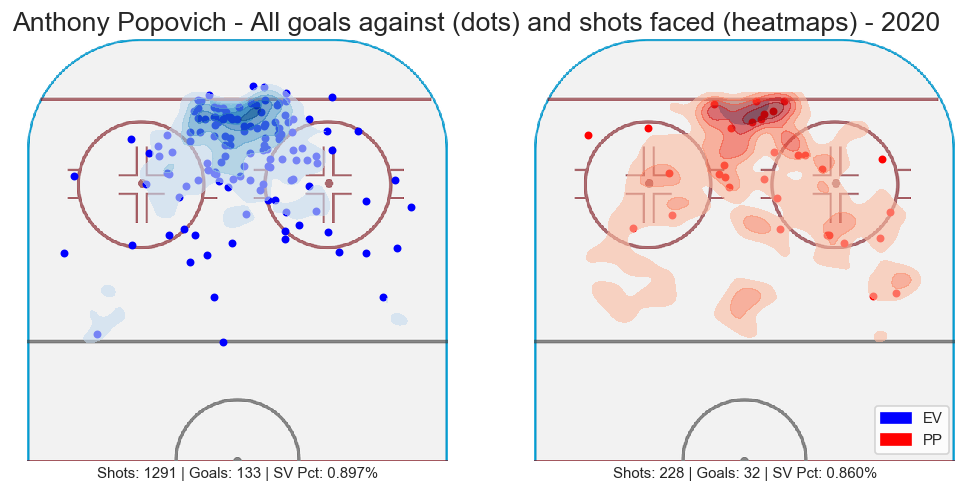 Anthony Popovich - All goals against (dots) and shots faced (heatmaps) - 2020
EV
PP
Shots: 1291 | Goals: 133 | SV Pct: 0.897%
Shots: 228 | Goals: 32 | SV Pct: 0.860%